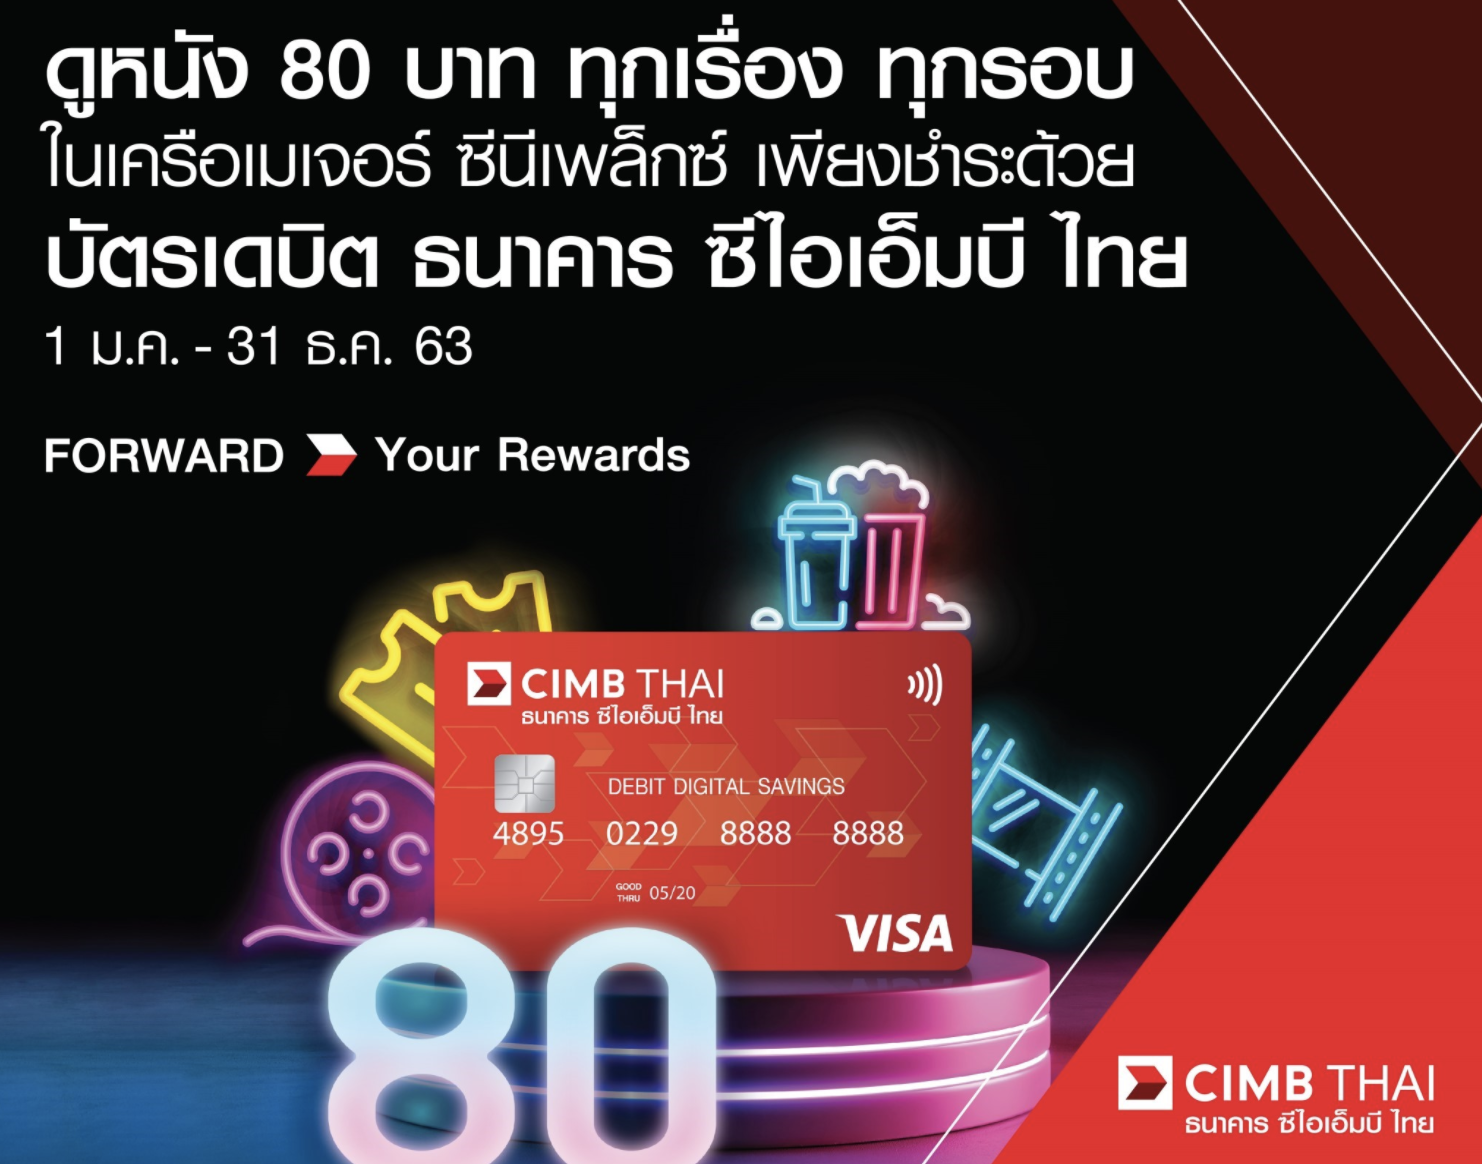 ดูหนัง 80 บาท ทุกเรื่อง ทุกรอบ
ในเครือเมเจอร์ ซีนีเพล็กซ์ เพียงชำระด้วย
บัตรเดบิต ธนาคาร ซีไอเอ็มบี ไทย
1 ม.ค. - 31 ธ.ค. 63
FORWARD Your Rewards
CIMB THAI
ธนาคาร ซีไอเอ็มบี ไทย
DEBIT DIGITAL SAVINGS
4895 0229 8888 8888
GOOD THRU 05/20
VISA
80
CIMB THAI
ธนาคาร ซีไอเอ็มบี ไทย